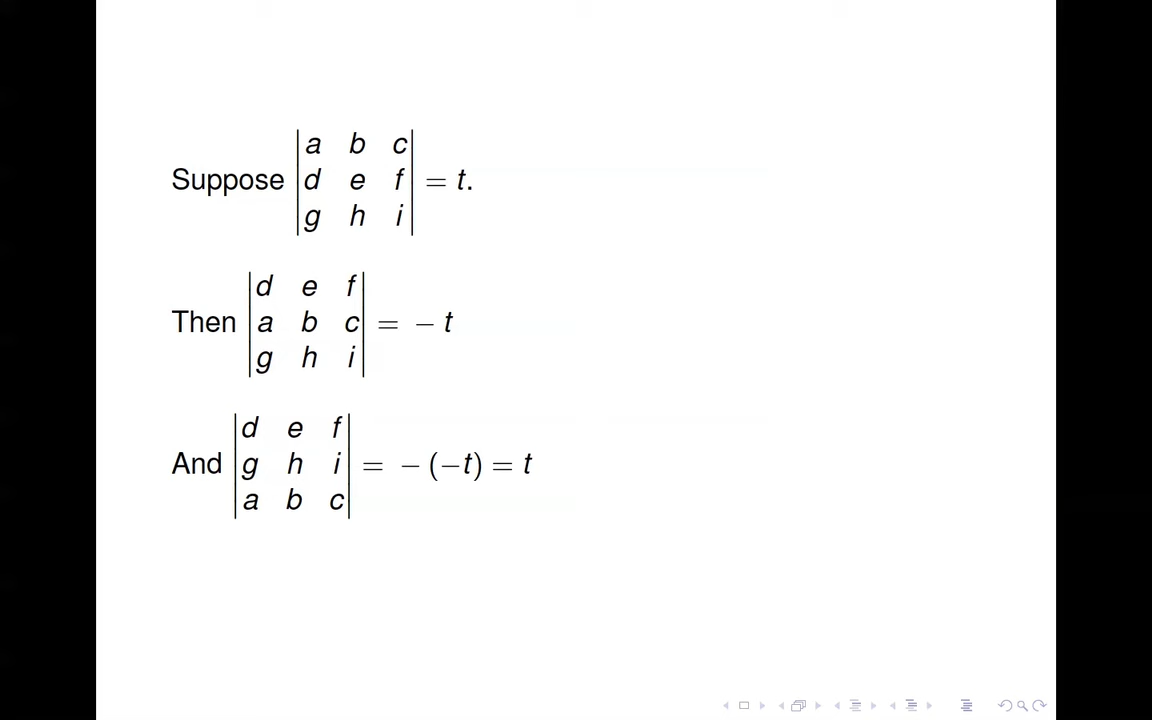 Suppose |a b c|
|d e f| = t.
|g h i|
Then |d e f|
|a b c| = − t
|g h i|
And |d e f|
|g h i| = − (−t) = t
|a b c|